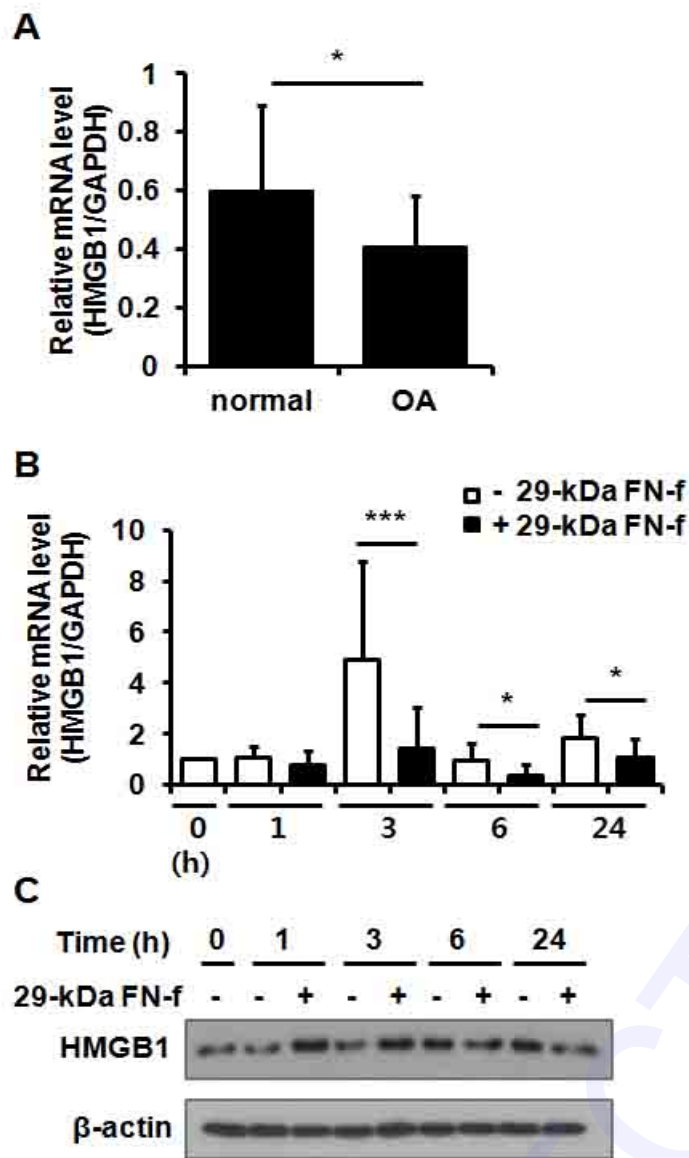 A
*
Relative mRNA level
(HMGB1/GAPDH)
1
0.8
0.6
0.4
0.2
0
normal OA
B
- 29-kDa FN-f
+ 29-kDa FN-f
Relative mRNA level
(HMGB1/GAPDH)
10
8
6
4
2
0
***
*
*
0 1 3 6 24
(h)
C
Time (h) 0 1 3 6 24
29-kDa FN-f - - + - + - + - +
HMGB1
β-actin